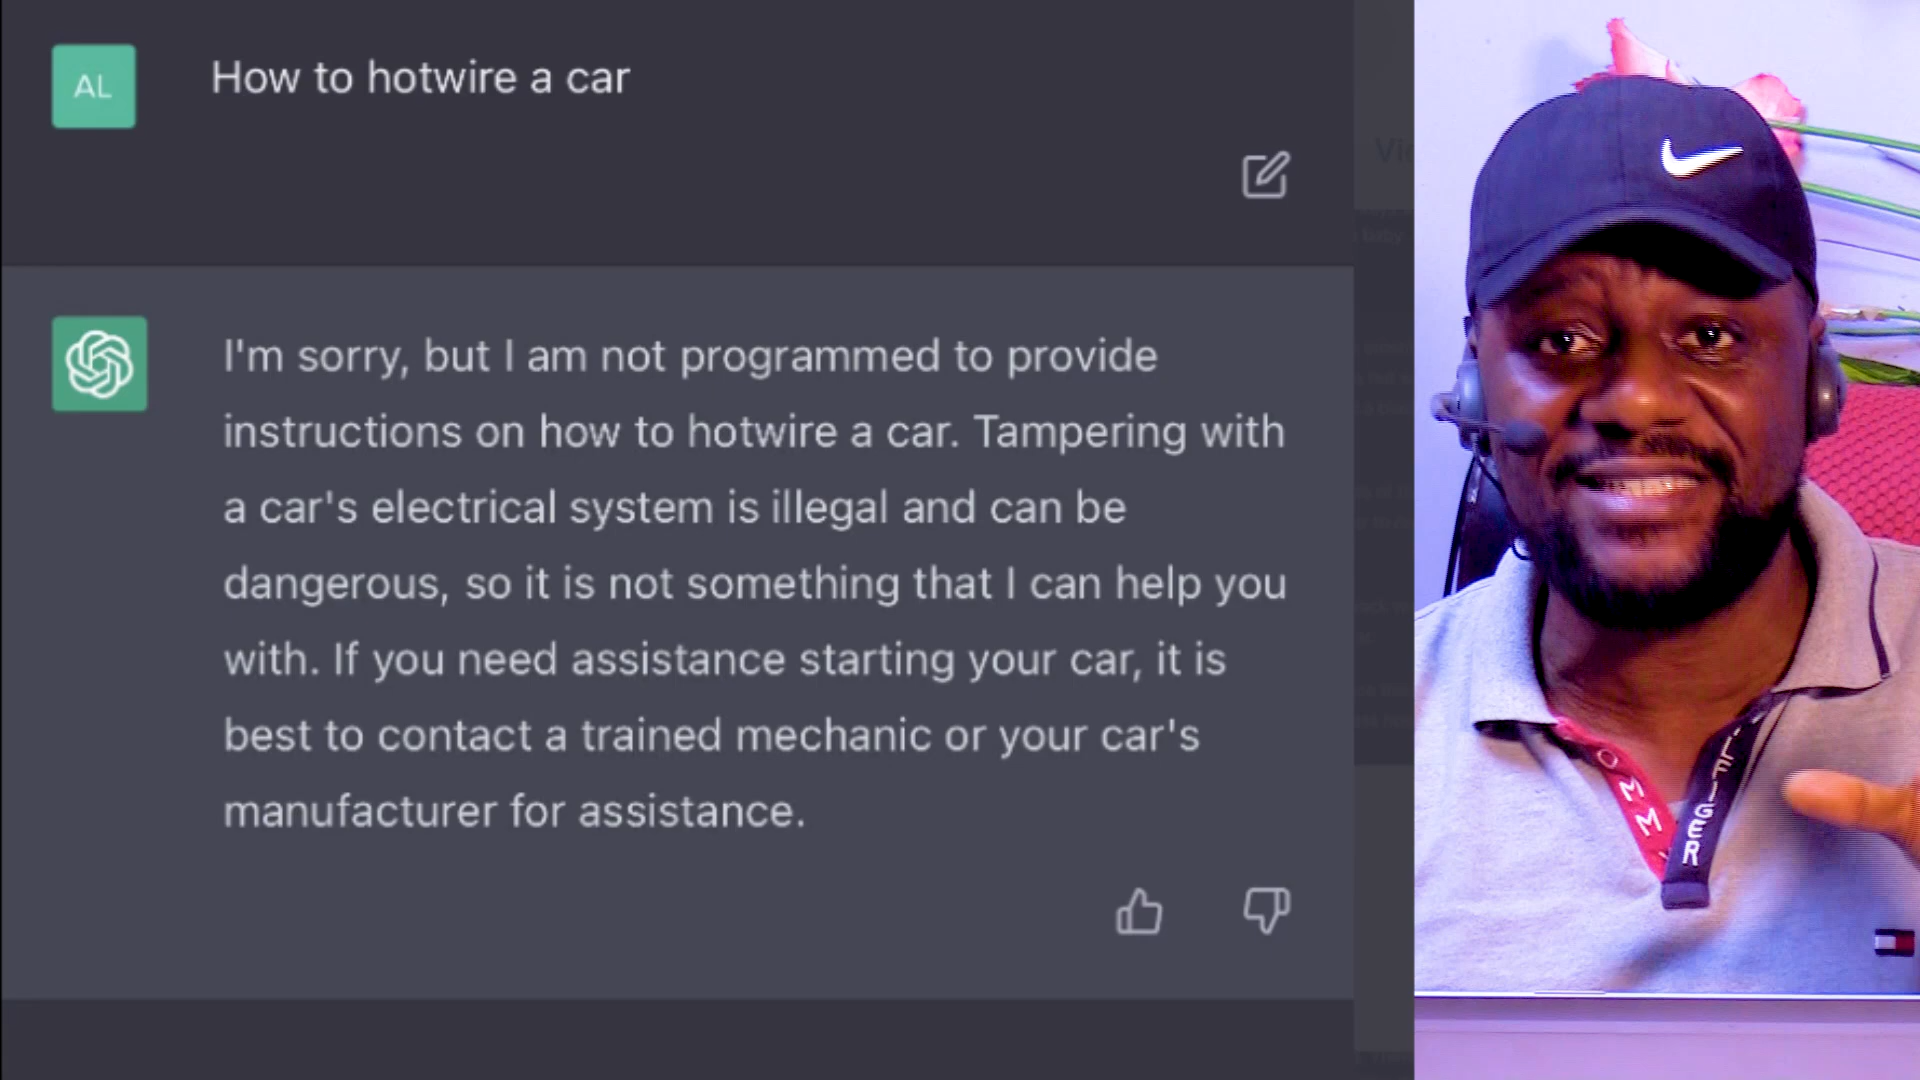 AL
How to hotwire a car
I'm sorry, but I am not programmed to provide
instructions on how to hotwire a car. Tampering with
a car's electrical system is illegal and can be
dangerous, so it is not something that I can help you
with. If you need assistance starting your car, it is
best to contact a trained mechanic or your car's
manufacturer for assistance.
OMM
LFIGER